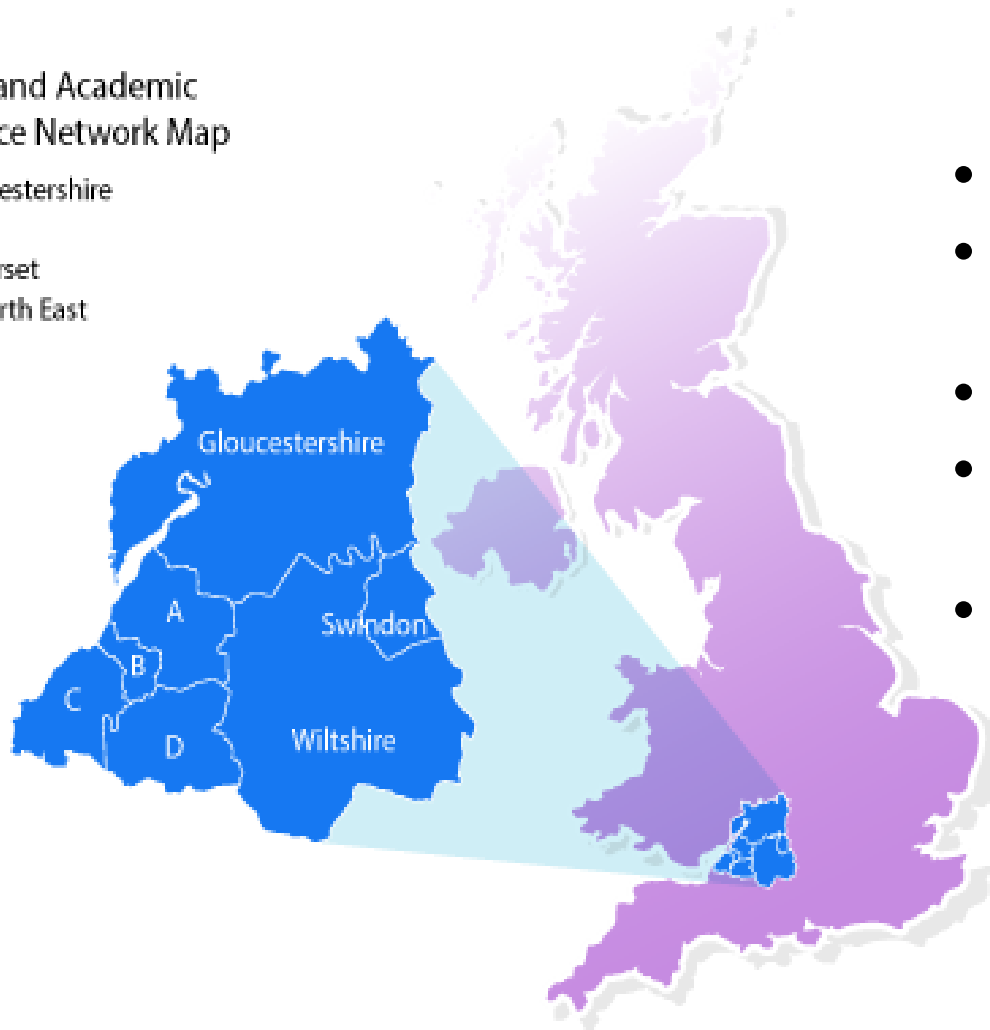 and Academic
ce Network Map
estershire
rset
rth East
Gloucestershire
A
Swindon
B
C
Wiltshire
D